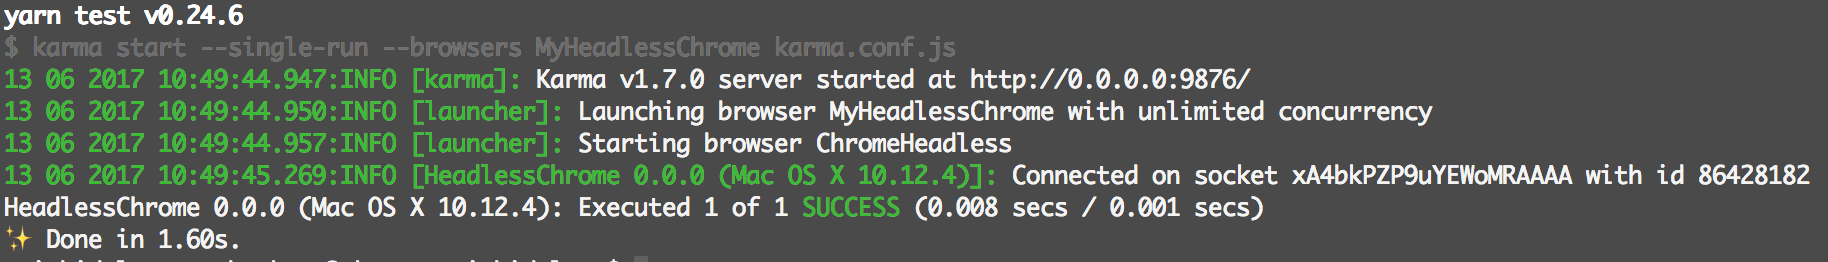 yarn test v0.24.6
$ karma start --single-run --browsers MyHeadlessChrome karma.conf.js
13 06 2017 10:49:44.947:INFO [karma]: Karma v1.7.0 server started at http://0.0.0.0:9876/
13 06 2017 10:49:44.950:INFO [launcher]: Launching browser MyHeadlessChrome with unlimited concurrency
13 06 2017 10:49:44.957:INFO [launcher]: Starting browser ChromeHeadless
13 06 2017 10:49:45.269:INFO [HeadlessChrome 0.0.0 (Mac OS X 10.12.4)]: Connected on socket xA4bkPZP9uYEWoMRAAAA with id 86428182
HeadlessChrome 0.0.0 (Mac OS X 10.12.4): Executed 1 of 1 SUCCESS (0.008 secs / 0.001 secs)
✨ Done in 1.60s.